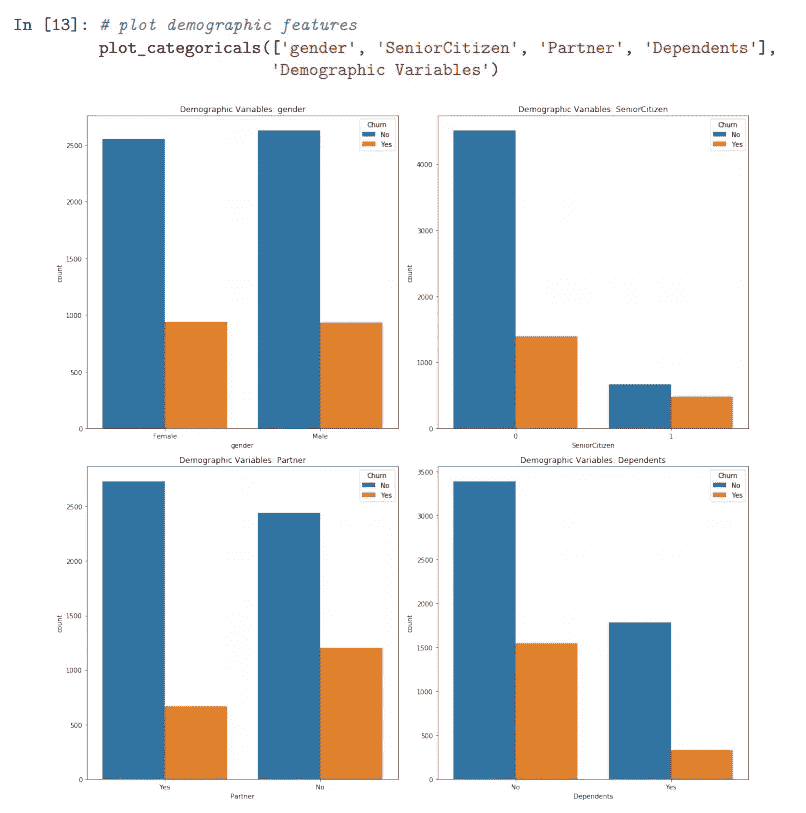 In [13]: # plot demographic features
plot_categoricals(['gender', 'SeniorCitizen', 'Partner', 'Dependents'],
'Demographic Variables')
Demographic Variables: gender
Churn
No
Yes
2500
2000
1500
1000
500
0
count
Female
Male
gender
Demographic Variables: SeniorCitizen
Churn
No
Yes
4000
3000
2000
1000
0
count
0
1
SeniorCitizen
Demographic Variables: Partner
Churn
No
Yes
2500
2000
1500
1000
500
0
count
Yes
No
Partner
Demographic Variables: Dependents
Churn
No
Yes
3500
3000
2500
2000
1500
1000
500
0
count
No
Yes
Dependents